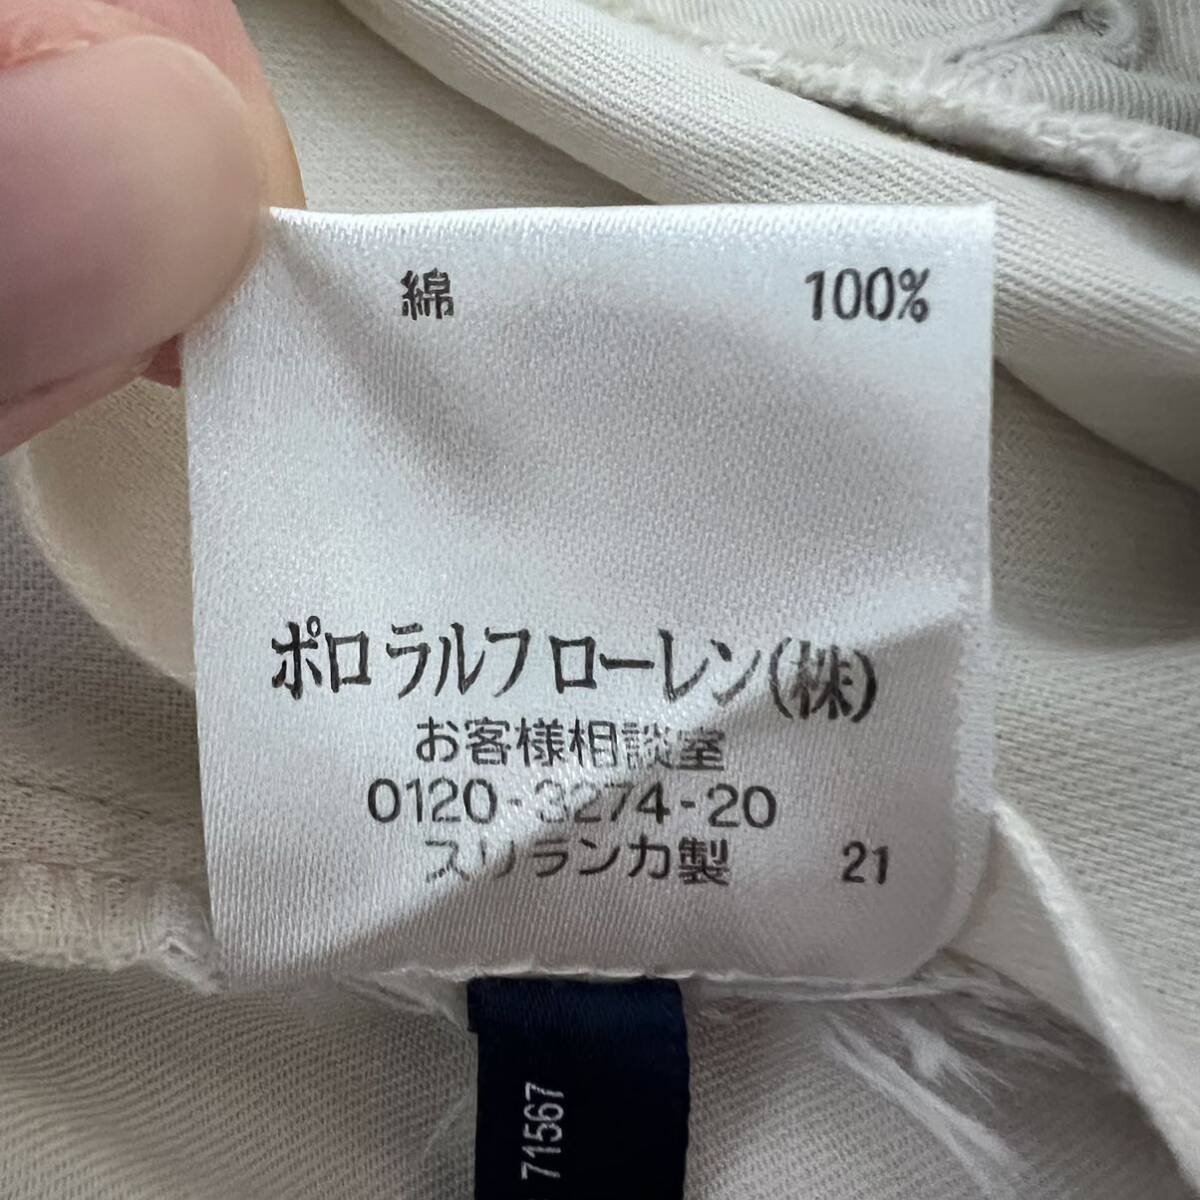 綿 100%
ポロ ラルフ ローレン(株)
お客様相談室
0120-3274-20
スリランカ製 21
71567